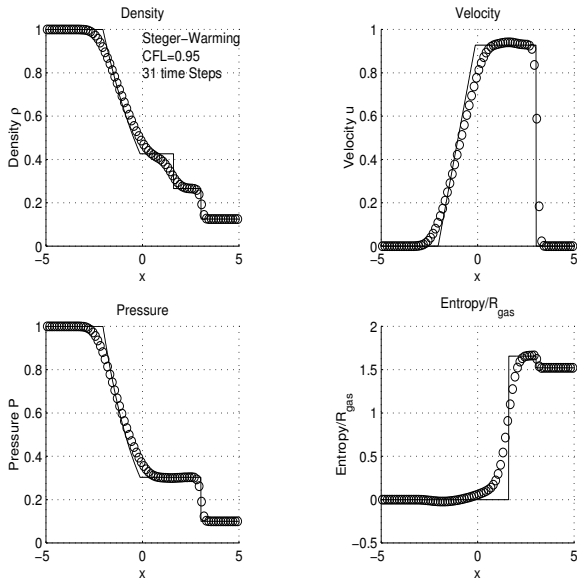 Density
Steger-Warming
CFL=0.95
31 time Steps
Density ρ
1
0.8
0.6
0.4
0.2
0
−5
0
5
x
Velocity
Velocity u
1
0.8
0.6
0.4
0.2
0
−5
0
5
x
Pressure
Pressure P
1
0.8
0.6
0.4
0.2
0
−5
0
5
x
Entropy/R_gas
Entropy/R_gas
2
1.5
1
0.5
0
−0.5
−5
0
5
x